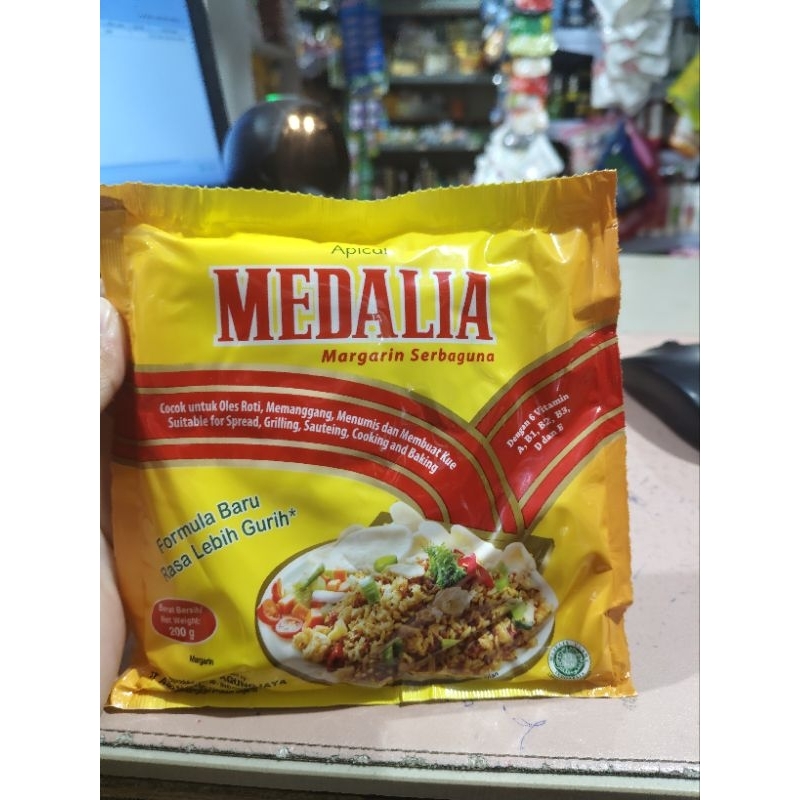 Apical
MEDALIA
Margarin Serbaguna
Cocok untuk Oles Roti, Memanggang, Menumis dan Membuat Kue
Suitable for Spread, Grilling, Sauteing, Cooking and Baking
Dengan 6 Vitamin
A, B1, B2, B3,
D dan E
Formula Baru
Rasa Lebih Gurih*
Berat Bersih/
Net Weight:
200 g
Margarin